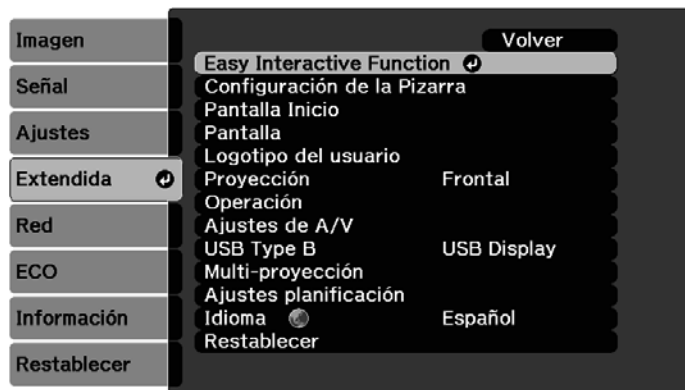 Imagen
Señal
Ajustes
Extendida
Red
ECO
Información
Restablecer
Volver
Easy Interactive Function
Configuración de la Pizarra
Pantalla Inicio
Pantalla
Logotipo del usuario
Proyección Frontal
Operación
Ajustes de A/V
USB Type B USB Display
Multi-proyección
Ajustes planificación
Idioma Español
Restablecer